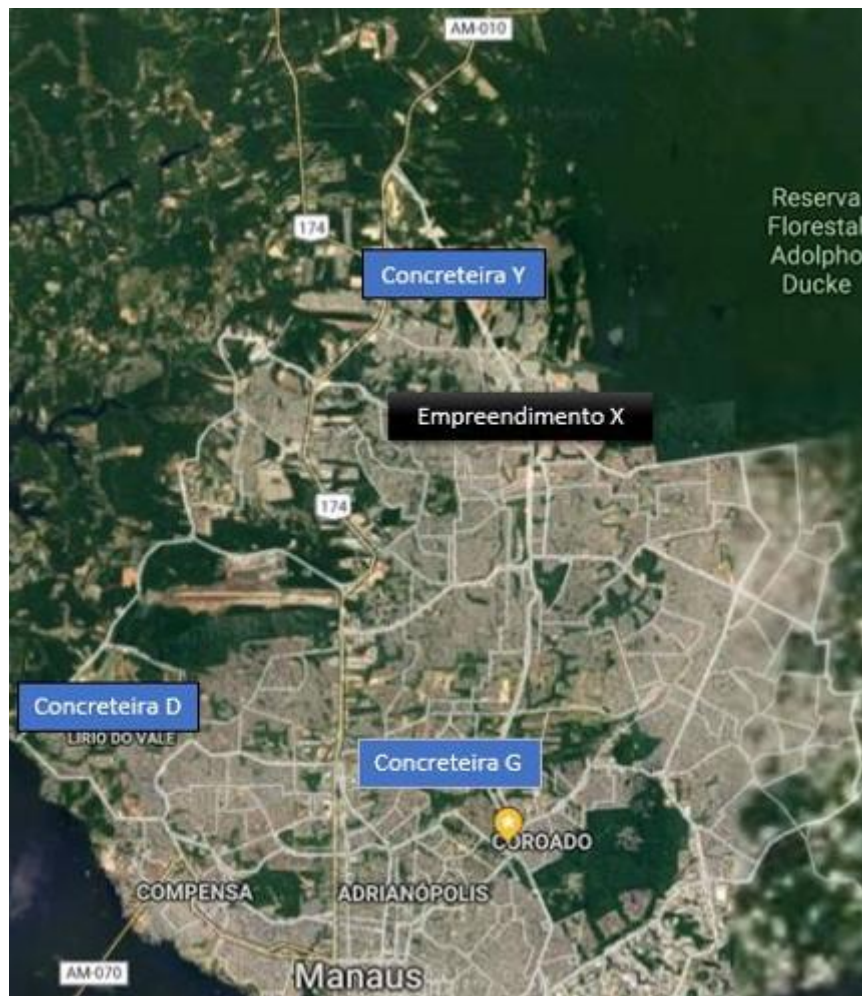 AM-010
Reserva
Florestal
Adolpho
Ducke
174
Concreteira Y
Empreendimento X
174
Concreteira D
LÍRIO DO VALE
Concreteira G
COROADO
COMPENSA
ADRIANÓPOLIS
AM-070
Manaus